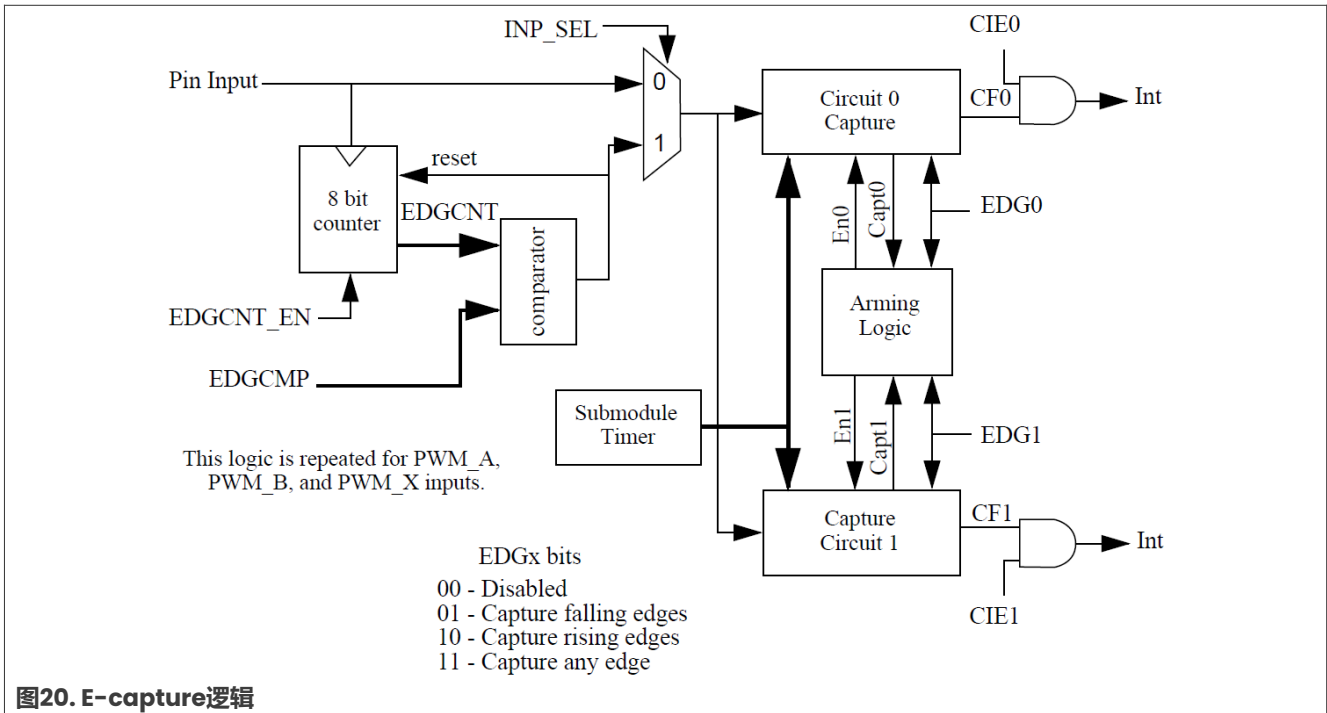 INP_SEL
CIE0
Pin Input
0
1
Circuit 0
Capture
CF0
Int
reset
8 bit
counter
EDGCNT
comparator
En0
Capt0
EDG0
EDGCNT_EN
Arming
Logic
EDGCMP
Submodule
Timer
En1
Capt1
EDG1
This logic is repeated for PWM_A,
PWM_B, and PWM_X inputs.
Capture
Circuit 1
CF1
Int
CIE1
EDGx bits
00 - Disabled
01 - Capture falling edges
10 - Capture rising edges
11 - Capture any edge
图20. E-capture逻辑